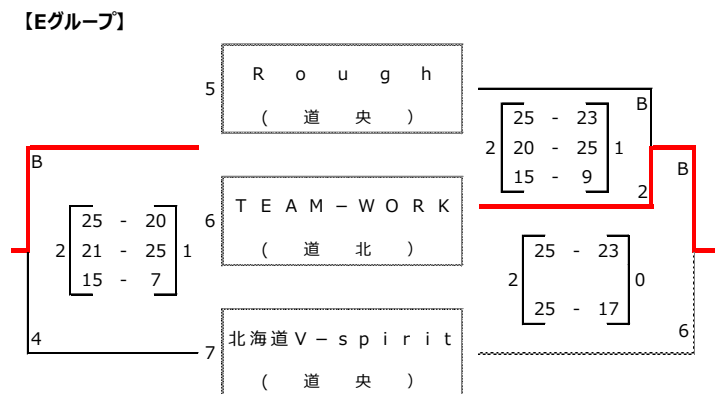 【Eグループ】
5
Rough
(道央)
B
4
2
25 - 20
21 - 25
15 - 7
1
6
TEAM－WORK
(道北)
7
北海道V－spirit
(道央)
B
2
2
25 - 23
20 - 25
15 - 9
1
B
6
2
25 - 23
25 - 17
0